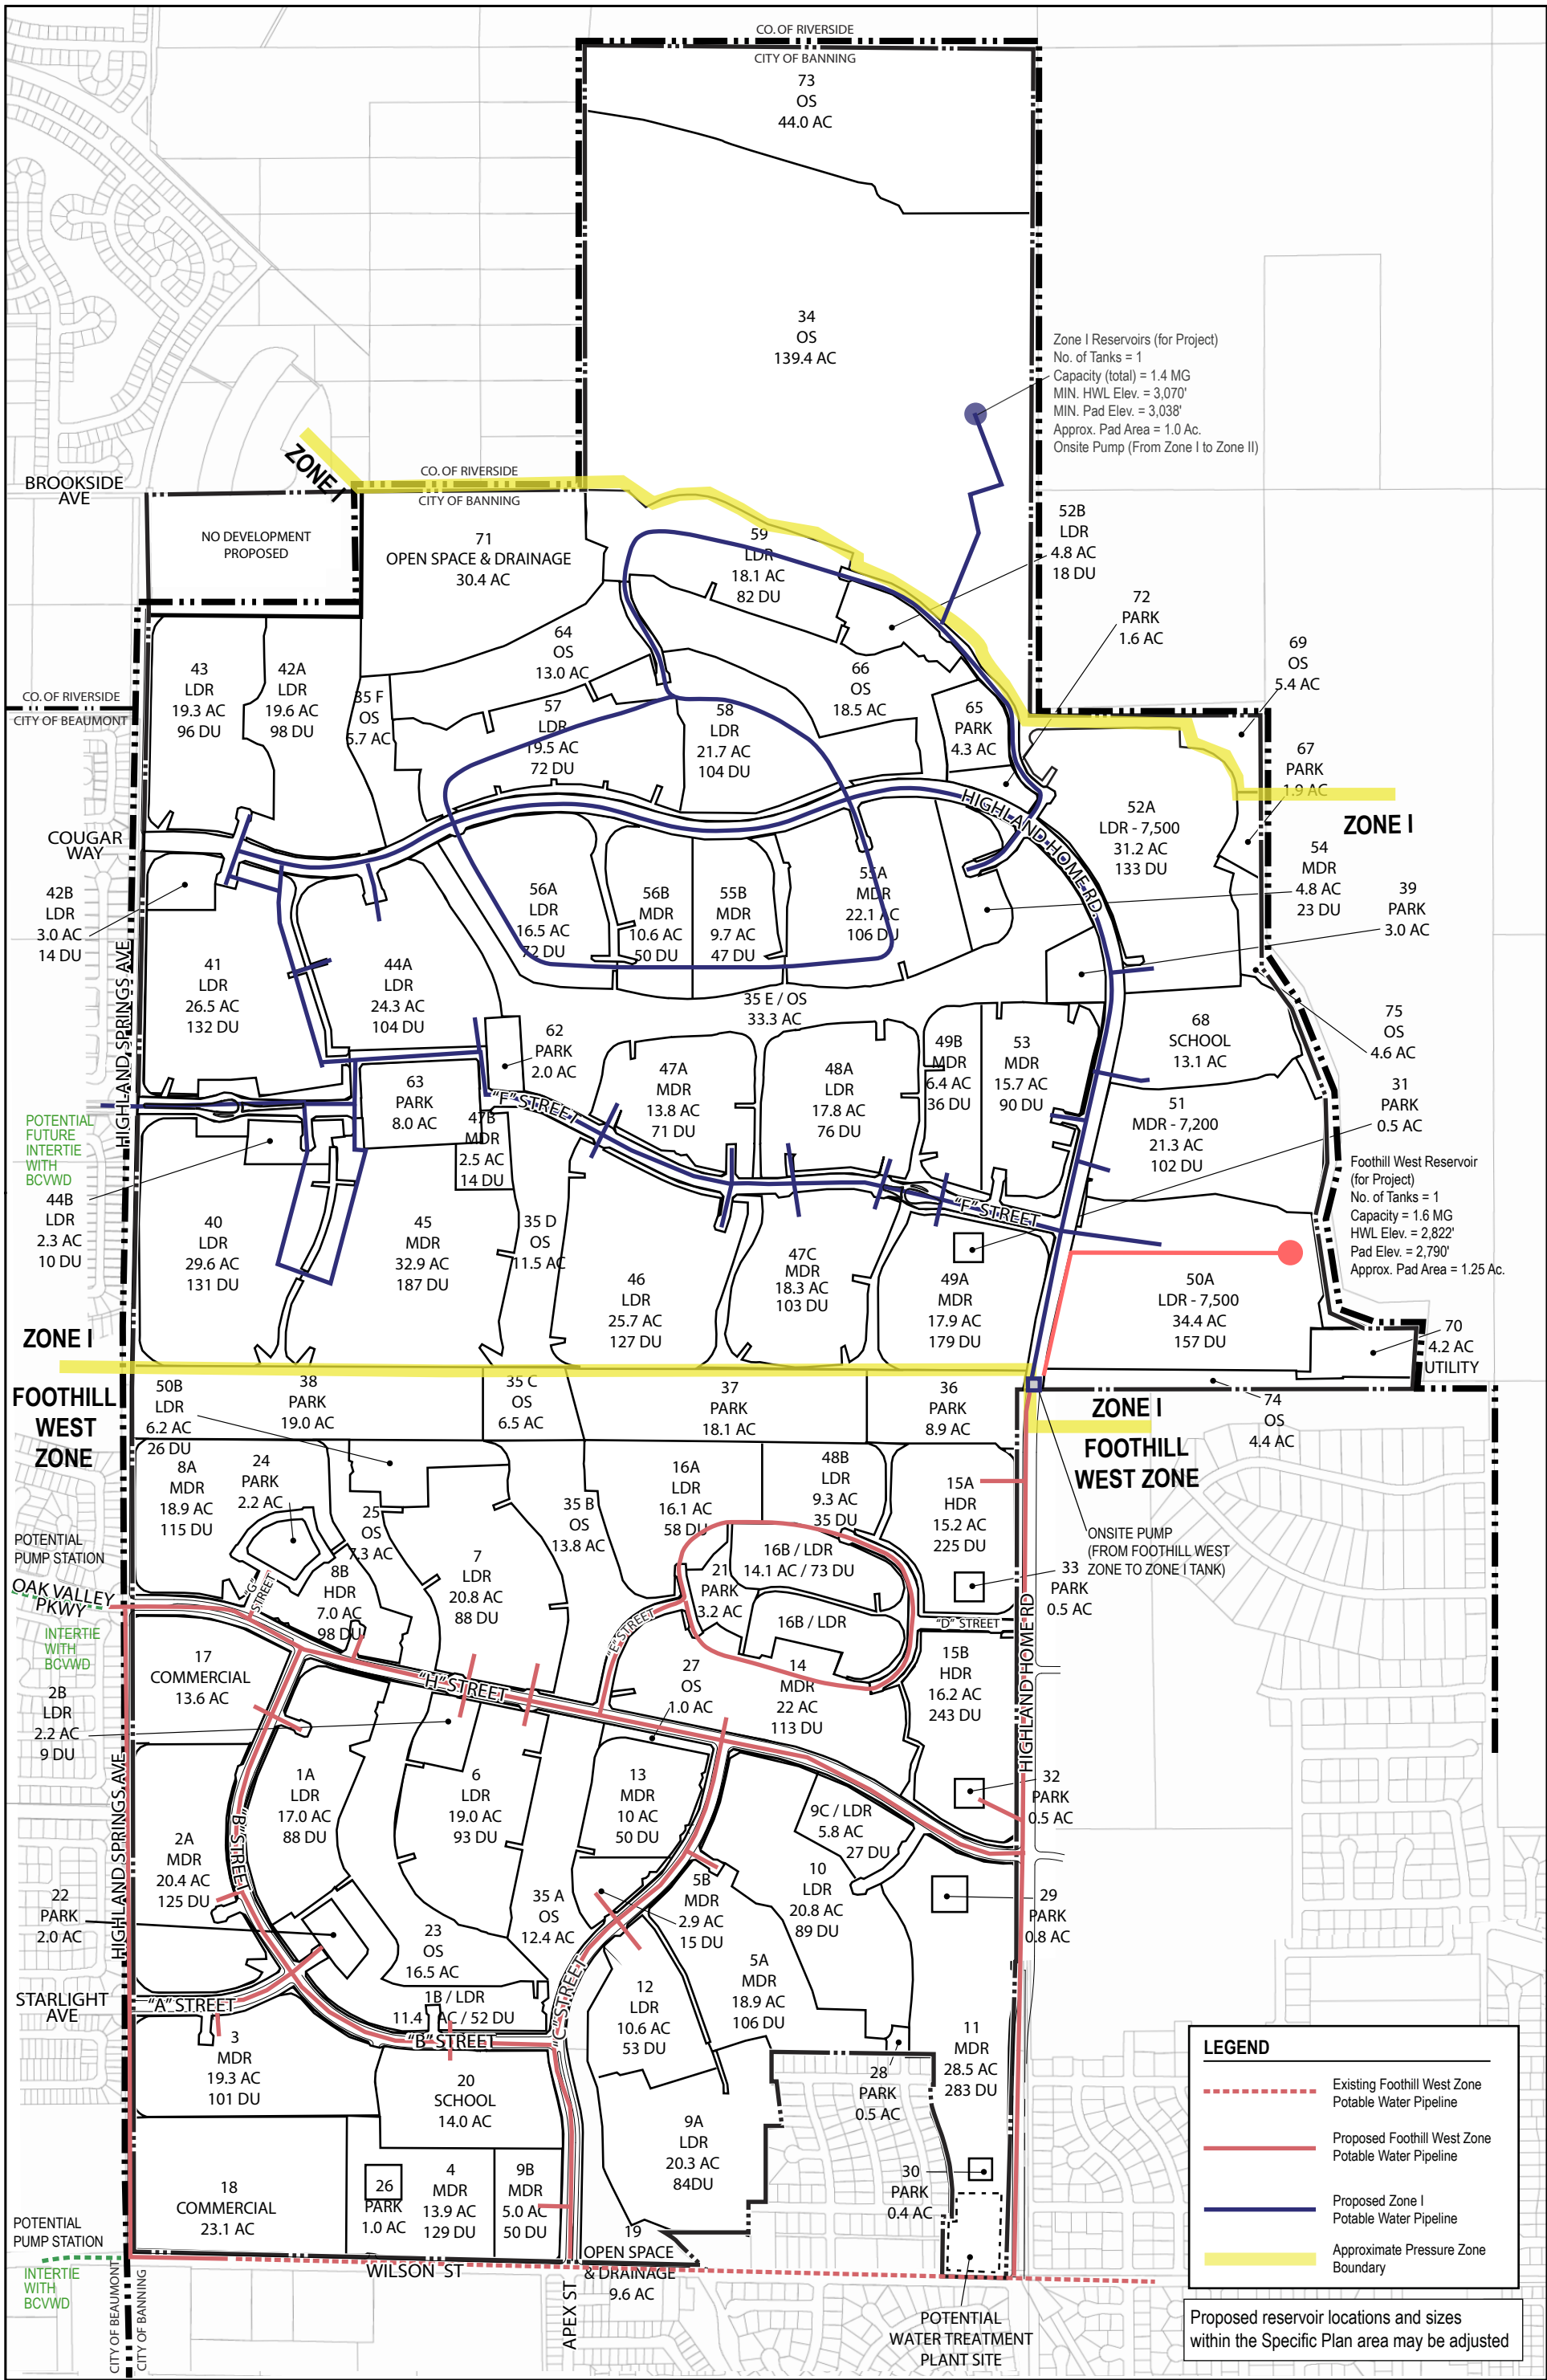 CO. OF RIVERSIDE
CITY OF BANNING
73
OS
44.0 AC
34
OS
139.4 AC
Zone I Reservoirs (for Project)
No. of Tanks = 1
Capacity (total) = 1.4 MG
MIN. HWL Elev. = 3,070'
MIN. Pad Elev. = 3,038'
Approx. Pad Area = 1.0 Ac.
Onsite Pump (From Zone I to Zone II)
ZONE I
BROOKSIDE
AVE
CO. OF RIVERSIDE
CITY OF BANNING
NO DEVELOPMENT
PROPOSED
71
OPEN SPACE & DRAINAGE
30.4 AC
59
LDR
18.1 AC
82 DU
52B
LDR
4.8 AC
18 DU
72
PARK
1.6 AC
69
OS
5.4 AC
64
OS
13.0 AC
43
LDR
19.3 AC
96 DU
42A
LDR
19.6 AC
98 DU
35 F
OS
5.7 AC
66
OS
18.5 AC
65
PARK
4.3 AC
CO. OF RIVERSIDE
CITY OF BEAUMONT
57
LDR
19.5 AC
72 DU
58
LDR
21.7 AC
104 DU
67
PARK
1.9 AC
HIGHLAND HOME RD.
52A
LDR - 7,500
31.2 AC
133 DU
ZONE I
COUGAR
WAY
54
MDR
4.8 AC
23 DU
42B
LDR
3.0 AC
14 DU
56A
LDR
16.5 AC
72 DU
56B
MDR
10.6 AC
50 DU
55B
MDR
9.7 AC
47 DU
55A
MDR
22.1 AC
106 DU
39
PARK
3.0 AC
HIGHLAND SPRINGS AVE
41
LDR
26.5 AC
132 DU
44A
LDR
24.3 AC
104 DU
35 E / OS
33.3 AC
62
PARK
2.0 AC
68
SCHOOL
13.1 AC
75
OS
4.6 AC
47A
MDR
13.8 AC
71 DU
48A
LDR
17.8 AC
76 DU
49B
MDR
6.4 AC
36 DU
53
MDR
15.7 AC
90 DU
63
PARK
8.0 AC
"F" STREET
31
PARK
0.5 AC
POTENTIAL
FUTURE
INTERTIE
WITH
BCVWD
47B
MDR
2.5 AC
14 DU
51
MDR - 7,200
21.3 AC
102 DU
Foothill West Reservoir
(for Project)
No. of Tanks = 1
Capacity = 1.6 MG
HWL Elev. = 2,822'
Pad Elev. = 2,790'
Approx. Pad Area = 1.25 Ac.
44B
LDR
2.3 AC
10 DU
"F" STREET
40
LDR
29.6 AC
131 DU
45
MDR
32.9 AC
187 DU
35 D
OS
11.5 AC
46
LDR
25.7 AC
127 DU
47C
MDR
18.3 AC
103 DU
49A
MDR
17.9 AC
179 DU
50A
LDR - 7,500
34.4 AC
157 DU
70
4.2 AC
UTILITY
ZONE I
FOOTHILL
WEST
ZONE
50B
LDR
6.2 AC
26 DU
38
PARK
19.0 AC
35 C
OS
6.5 AC
37
PARK
18.1 AC
36
PARK
8.9 AC
ZONE I
FOOTHILL
WEST ZONE
74
OS
4.4 AC
8A
MDR
18.9 AC
115 DU
24
PARK
2.2 AC
25
OS
7.3 AC
16A
LDR
16.1 AC
58 DU
48B
LDR
9.3 AC
35 DU
15A
HDR
15.2 AC
225 DU
35 B
OS
13.8 AC
ONSITE PUMP
(FROM FOOTHILL WEST
ZONE TO ZONE I TANK)
POTENTIAL
PUMP STATION
OAK VALLEY
PKWY
"G"
STREET
8B
HDR
7.0 AC
98 DU
7
LDR
20.8 AC
88 DU
16B / LDR
14.1 AC / 73 DU
21
PARK
3.2 AC
33
PARK
0.5 AC
16B / LDR
"D" STREET
"E" STREET
HIGHLAND HOME RD
INTERTIE
WITH
BCVWD
17
COMMERCIAL
13.6 AC
"H" STREET
27
OS
1.0 AC
14
MDR
22 AC
113 DU
15B
HDR
16.2 AC
243 DU
2B
LDR
2.2 AC
9 DU
HIGHLAND SPRINGS AVE
1A
LDR
17.0 AC
88 DU
6
LDR
19.0 AC
93 DU
13
MDR
10 AC
50 DU
32
PARK
0.5 AC
9C / LDR
5.8 AC
27 DU
"B" STREET
2A
MDR
20.4 AC
125 DU
10
LDR
20.8 AC
89 DU
5B
MDR
2.9 AC
15 DU
29
PARK
0.8 AC
22
PARK
2.0 AC
35 A
OS
12.4 AC
23
OS
16.5 AC
5A
MDR
18.9 AC
106 DU
12
LDR
10.6 AC
53 DU
"C" STREET
STARLIGHT
AVE
"A" STREET
1B / LDR
11.4 AC / 52 DU
"B" STREET
3
MDR
19.3 AC
101 DU
11
MDR
28.5 AC
283 DU
20
SCHOOL
14.0 AC
28
PARK
0.5 AC
9A
LDR
20.3 AC
84DU
18
COMMERCIAL
23.1 AC
26
PARK
1.0 AC
4
MDR
13.9 AC
129 DU
9B
MDR
5.0 AC
50 DU
30
PARK
0.4 AC
19
OPEN SPACE
& DRAINAGE
9.6 AC
POTENTIAL
PUMP STATION
INTERTIE
WITH
BCVWD
WILSON ST
CITY OF BEAUMONT
CITY OF BANNING
APEX ST
POTENTIAL
WATER TREATMENT
PLANT SITE
LEGEND
Existing Foothill West Zone
Potable Water Pipeline
Proposed Foothill West Zone
Potable Water Pipeline
Proposed Zone I
Potable Water Pipeline
Approximate Pressure Zone
Boundary
Proposed reservoir locations and sizes
within the Specific Plan area may be adjusted